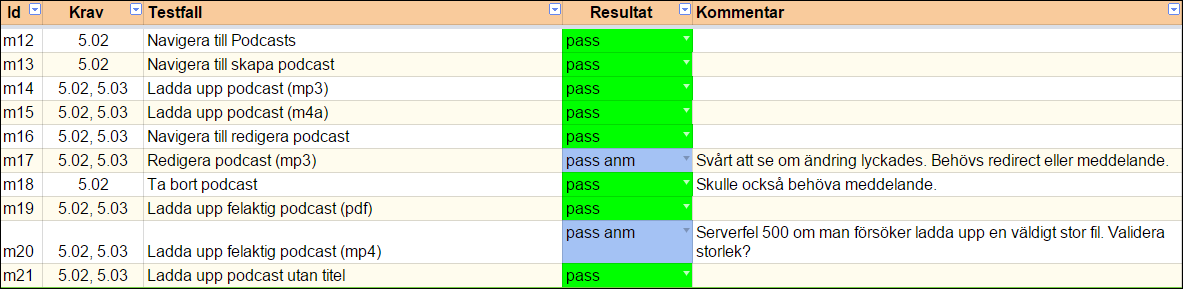 Id Krav Testfall Resultat Kommentar
m12 5.02 Navigera till Podcasts pass
m13 5.02 Navigera till skapa podcast pass
m14 5.02, 5.03 Ladda upp podcast (mp3) pass
m15 5.02, 5.03 Ladda upp podcast (m4a) pass
m16 5.02, 5.03 Navigera till redigera podcast pass
m17 5.02, 5.03 Redigera podcast (mp3) pass anm Svårt att se om ändring lyckades. Behövs redirect eller meddelande.
m18 5.02 Ta bort podcast pass Skulle också behöva meddelande.
m19 5.02, 5.03 Ladda upp felaktig podcast (pdf) pass
m20 5.02, 5.03 Ladda upp felaktig podcast (mp4) pass anm Serverfel 500 om man försöker ladda upp en väldigt stor fil. Validera
storlek?
m21 5.02, 5.03 Ladda upp podcast utan titel pass